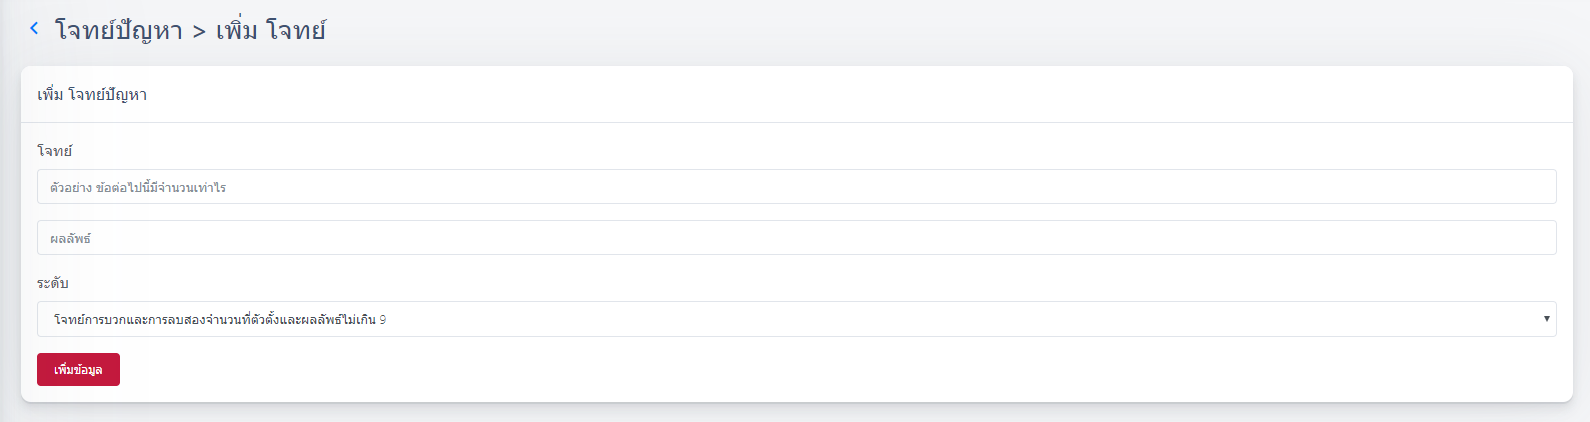 โจทย์ปัญหา > เพิ่ม โจทย์
เพิ่ม โจทย์ปัญหา
โจทย์
ตัวอย่าง ข้อต่อไปนี้มีจำนวนเท่าไร
ผลลัพธ์
ระดับ
โจทย์การบวกและการลบสองจำนวนที่ตัวตั้งและผลลัพธ์ไม่เกิน 9
เพิ่มข้อมูล